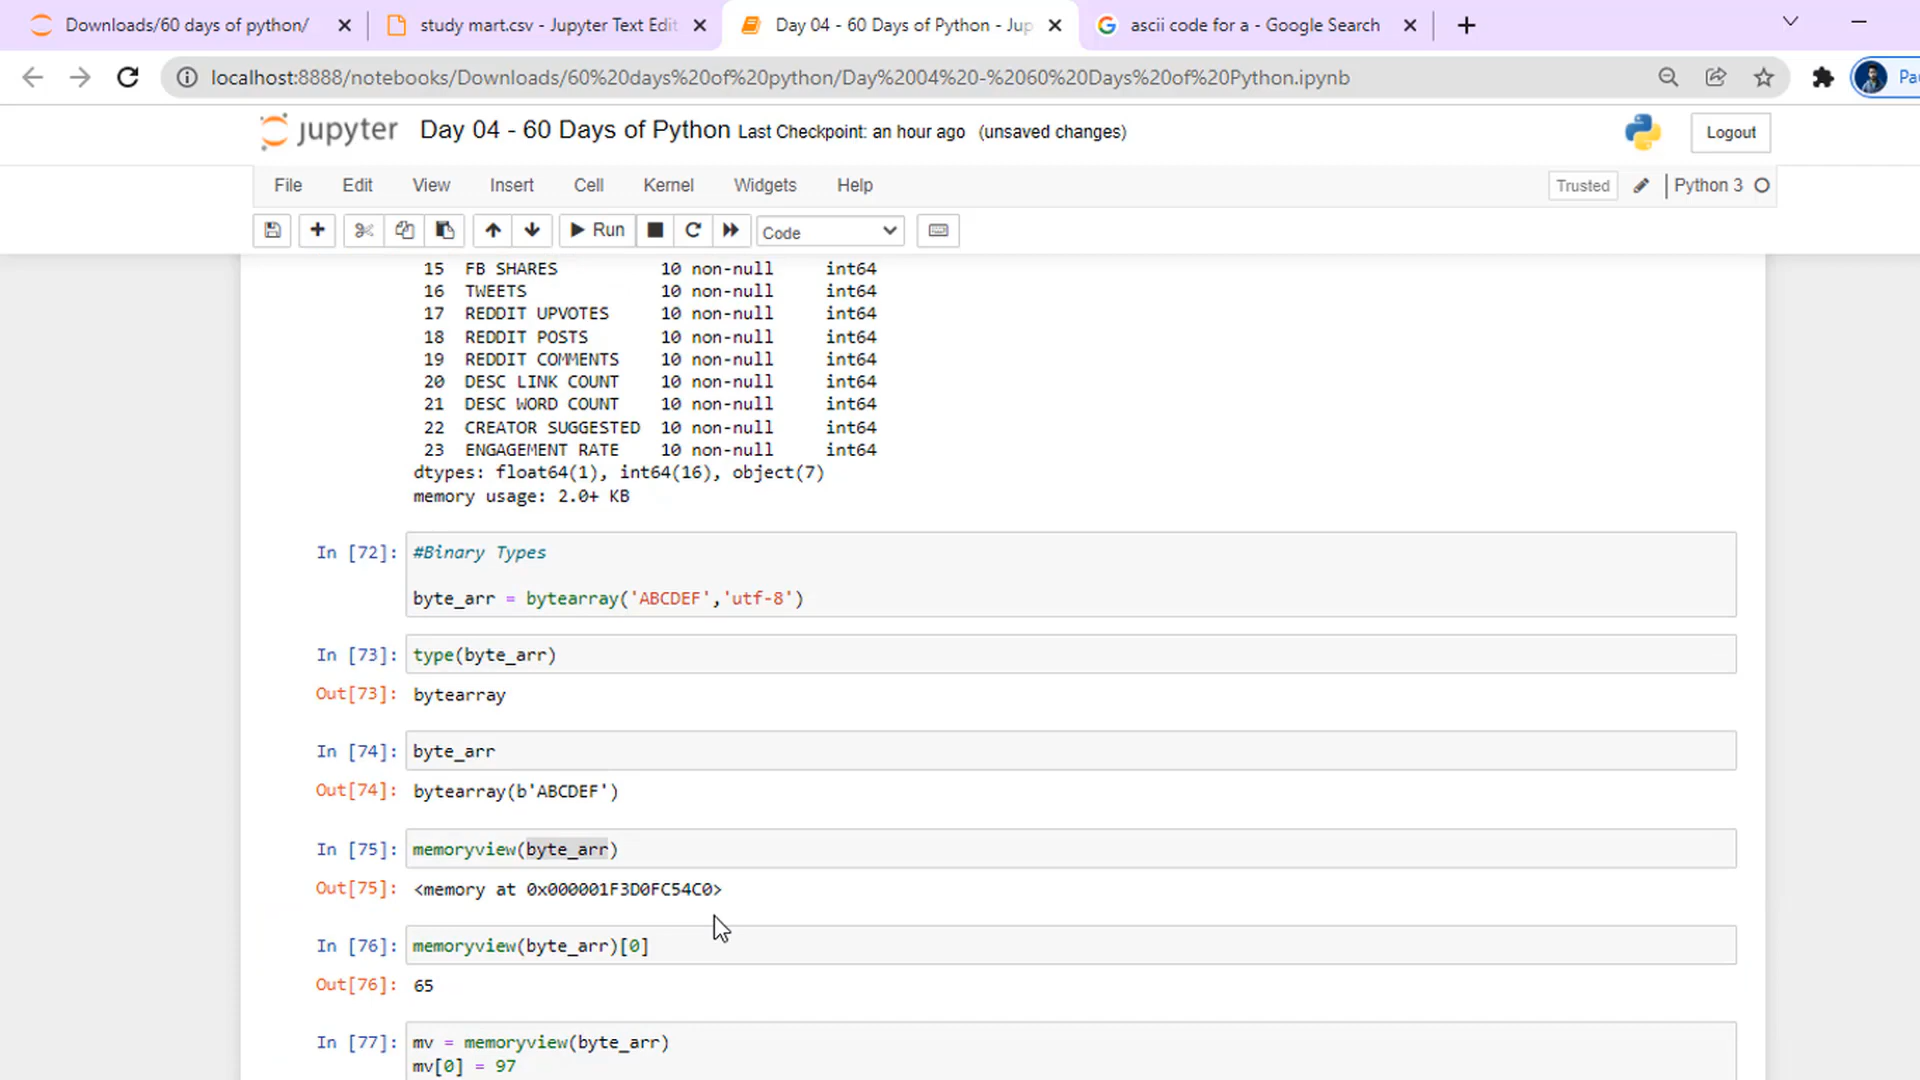 Downloads/60 days of python/
study mart.csv - Jupyter Text Edit
Day 04 - 60 Days of Python - Jup
ascii code for a - Google Search
localhost:8888/notebooks/Downloads/60%20days%20of%20python/Day%2004%20-%2060%20Days%20of%20Python.ipynb
Pau
jupyter Day 04 - 60 Days of Python Last Checkpoint: an hour ago (unsaved changes)
Logout
File Edit View Insert Cell Kernel Widgets Help
Trusted Python 3
Run Code
15 FB SHARES 10 non-null int64
16 TWEETS 10 non-null int64
17 REDDIT UPVOTES 10 non-null int64
18 REDDIT POSTS 10 non-null int64
19 REDDIT COMMENTS 10 non-null int64
20 DESC LINK COUNT 10 non-null int64
21 DESC WORD COUNT 10 non-null int64
22 CREATOR SUGGESTED 10 non-null int64
23 ENGAGEMENT RATE 10 non-null int64
dtypes: float64(1), int64(16), object(7)
memory usage: 2.0+ KB
In [72]: #Binary Types
byte_arr = bytearray('ABCDEF','utf-8')
In [73]: type(byte_arr)
Out[73]: bytearray
In [74]: byte_arr
Out[74]: bytearray(b'ABCDEF')
In [75]: memoryview(byte_arr)
Out[75]: <memory at 0x000001F3D0FC54C0>
In [76]: memoryview(byte_arr)[0]
Out[76]: 65
In [77]: mv = memoryview(byte_arr)
mv[0] = 97